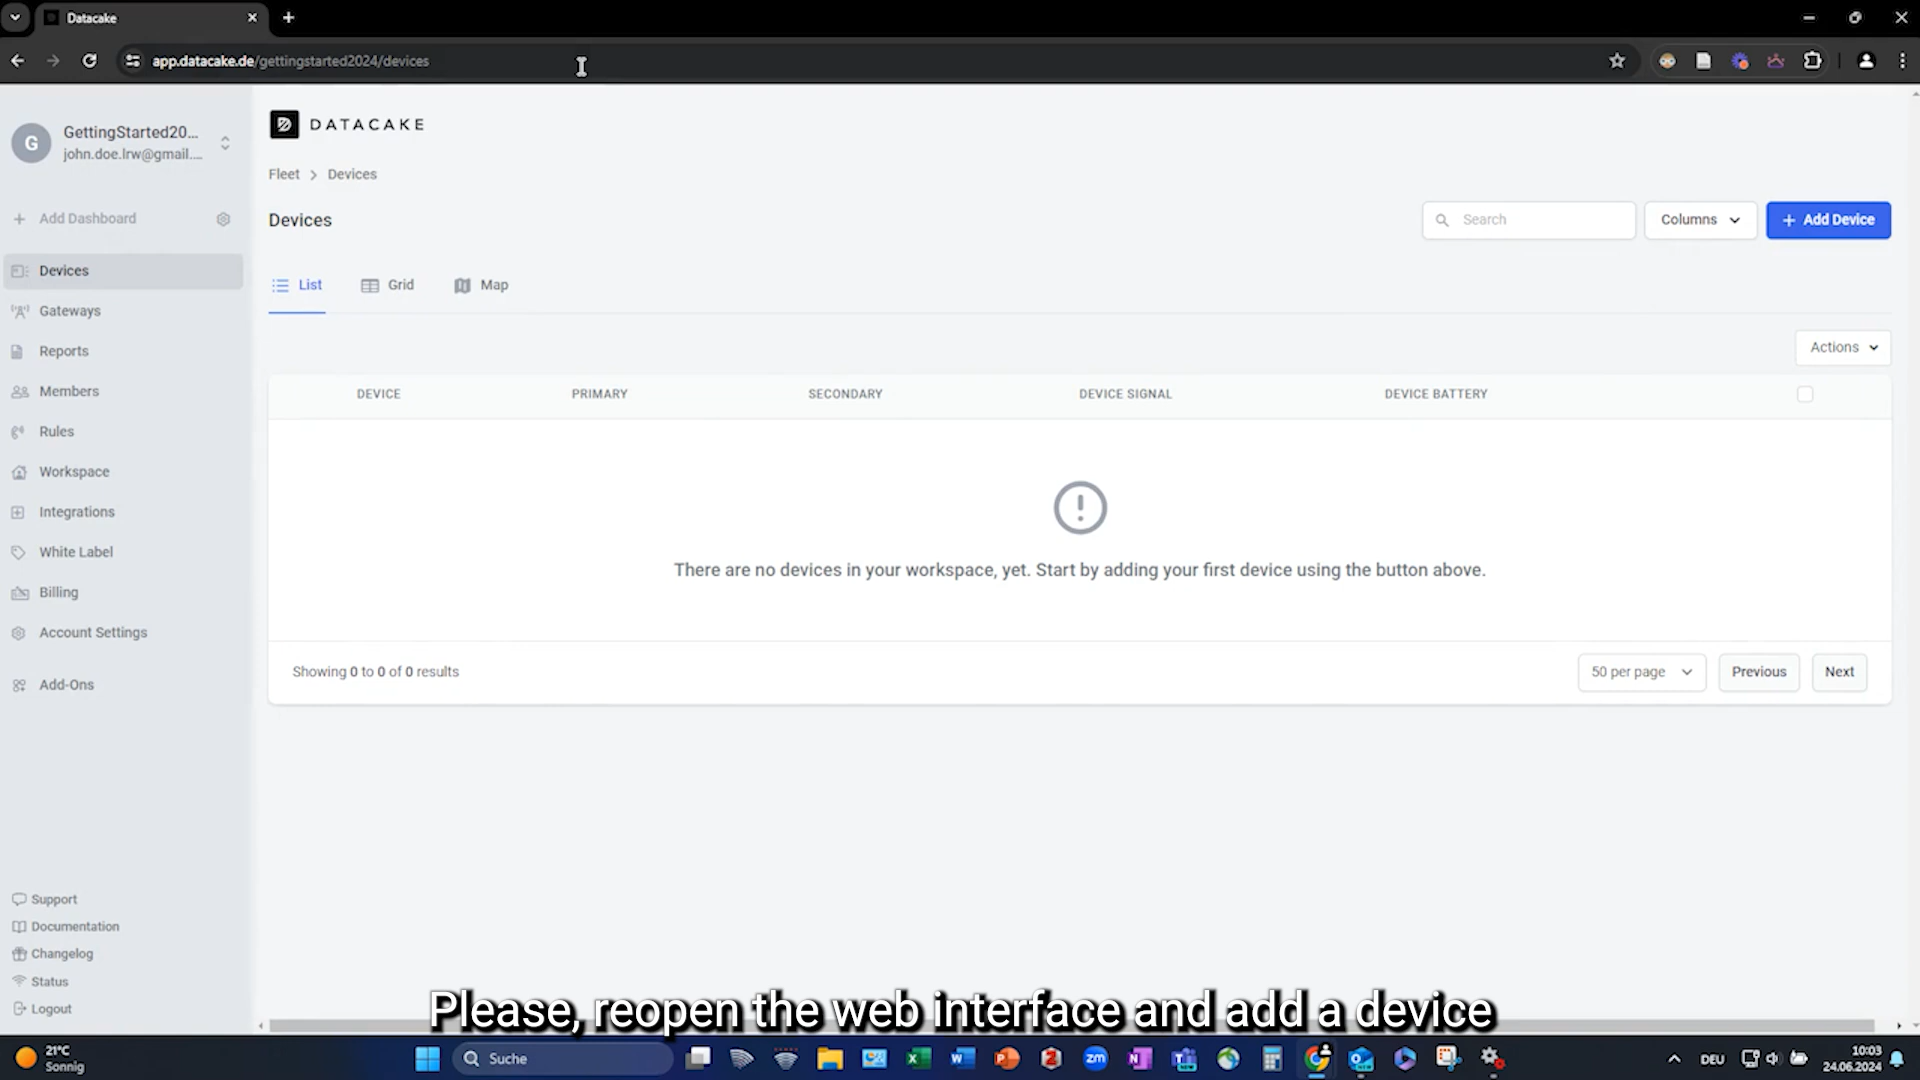 Datacake
app.datacake.de/gettingstarted2024/devices
G
GettingStarted20...
john.doe.lrw@gmail....
DATACAKE
Fleet > Devices
+ Add Dashboard
Devices
Search
Columns
+ Add Device
Devices
Gateways
Reports
Members
Rules
Workspace
Integrations
White Label
Billing
Account Settings
Add-Ons
List
Grid
Map
Actions
DEVICE
PRIMARY
SECONDARY
DEVICE SIGNAL
DEVICE BATTERY
There are no devices in your workspace, yet. Start by adding your first device using the button above.
Showing 0 to 0 of 0 results
50 per page
Previous
Next
Support
Documentation
Changelog
Status
Logout
Please, reopen the web interface and add a device
21°C
Sonnig
Suche
zm
DEU
10:03
24.06.2024